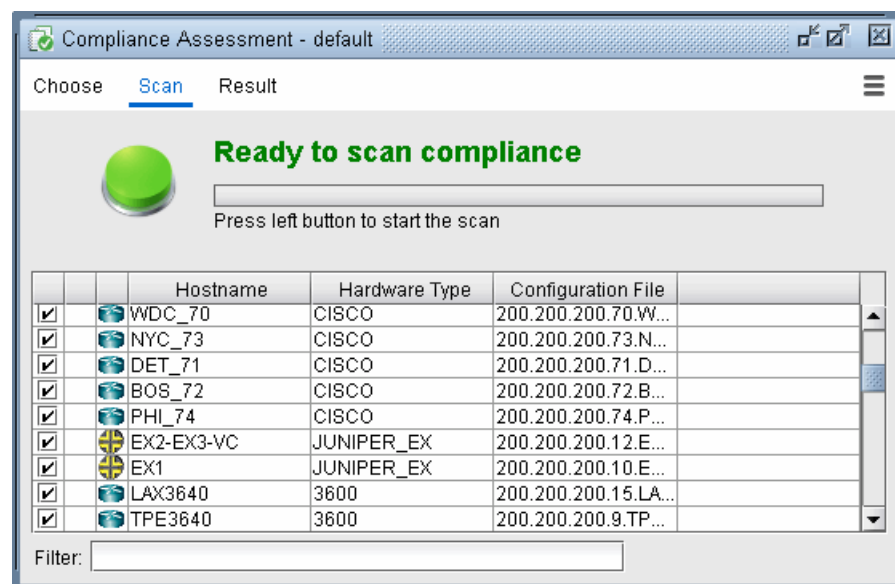 Compliance Assessment - default
Choose Scan Result
Ready to scan compliance
Press left button to start the scan
Hostname Hardware Type Configuration File
WDC_70 CISCO 200.200.200.70.W...
NYC_73 CISCO 200.200.200.73.N...
DET_71 CISCO 200.200.200.71.D...
BOS_72 CISCO 200.200.200.72.B...
PHI_74 CISCO 200.200.200.74.P...
EX2-EX3-VC JUNIPER_EX 200.200.200.12.E...
EX1 JUNIPER_EX 200.200.200.10.E...
LAX3640 3600 200.200.200.15.LA...
TPE3640 3600 200.200.200.9.TP...
Filter: